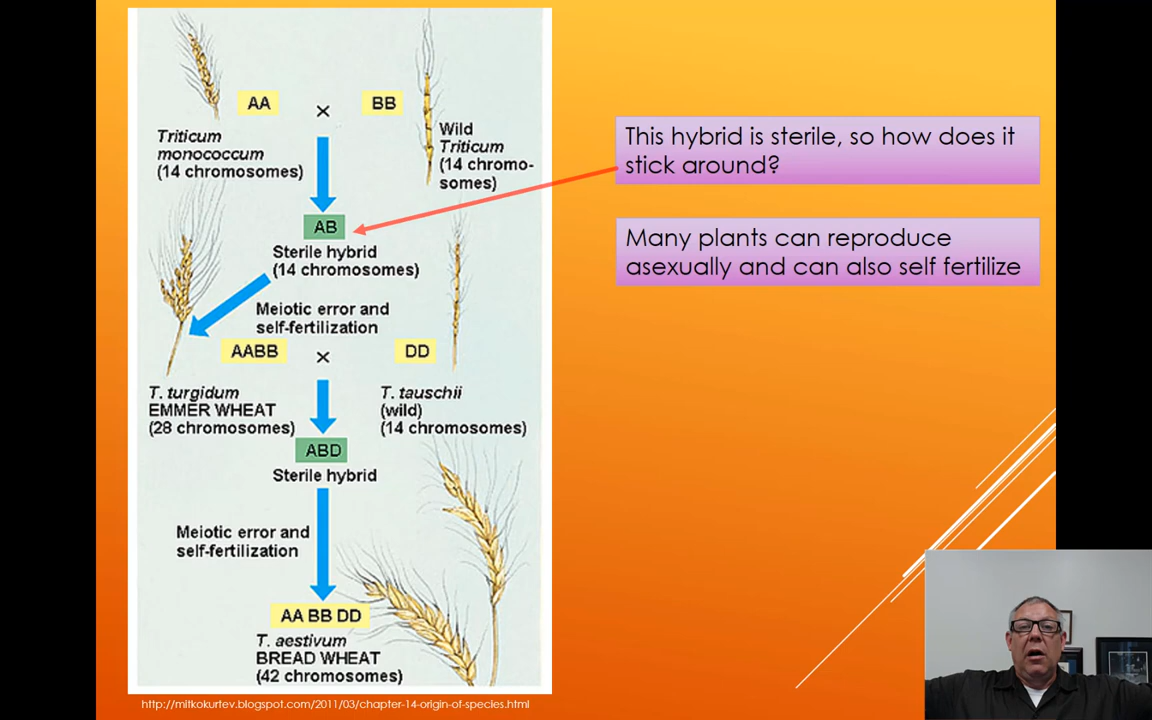 AA × BB
Triticum
monococcum
(14 chromosomes)
Wild
Triticum
(14 chromo-
somes)
AB
Sterile hybrid
(14 chromosomes)
Meiotic error and
self-fertilization
AABB × DD
T. turgidum
EMMER WHEAT
(28 chromosomes)
T. tauschii
(wild)
(14 chromosomes)
ABD
Sterile hybrid
Meiotic error and
self-fertilization
AA BB DD
T. aestivum
BREAD WHEAT
(42 chromosomes)
http://mitkokurtev.blogspot.com/2011/03/chapter-14-origin-of-species.html
This hybrid is sterile, so how does it
stick around?
Many plants can reproduce
asexually and can also self fertilize